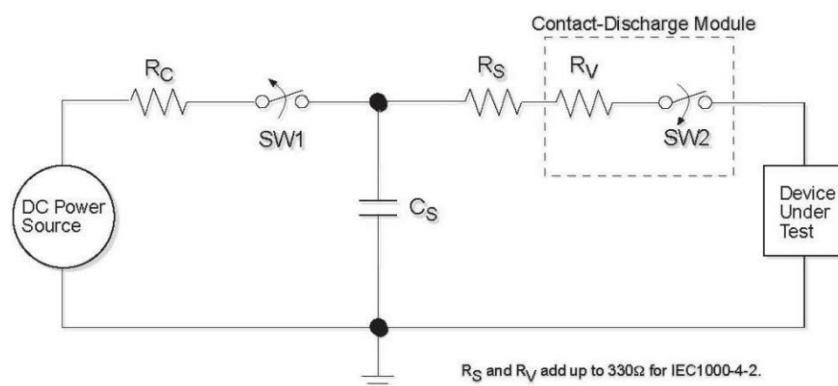 Contact-Discharge Module
RC
RS
RV
SW1
SW2
CS
DC Power
Source
Device
Under
Test
RS and RV add up to 330Ω for IEC1000-4-2.